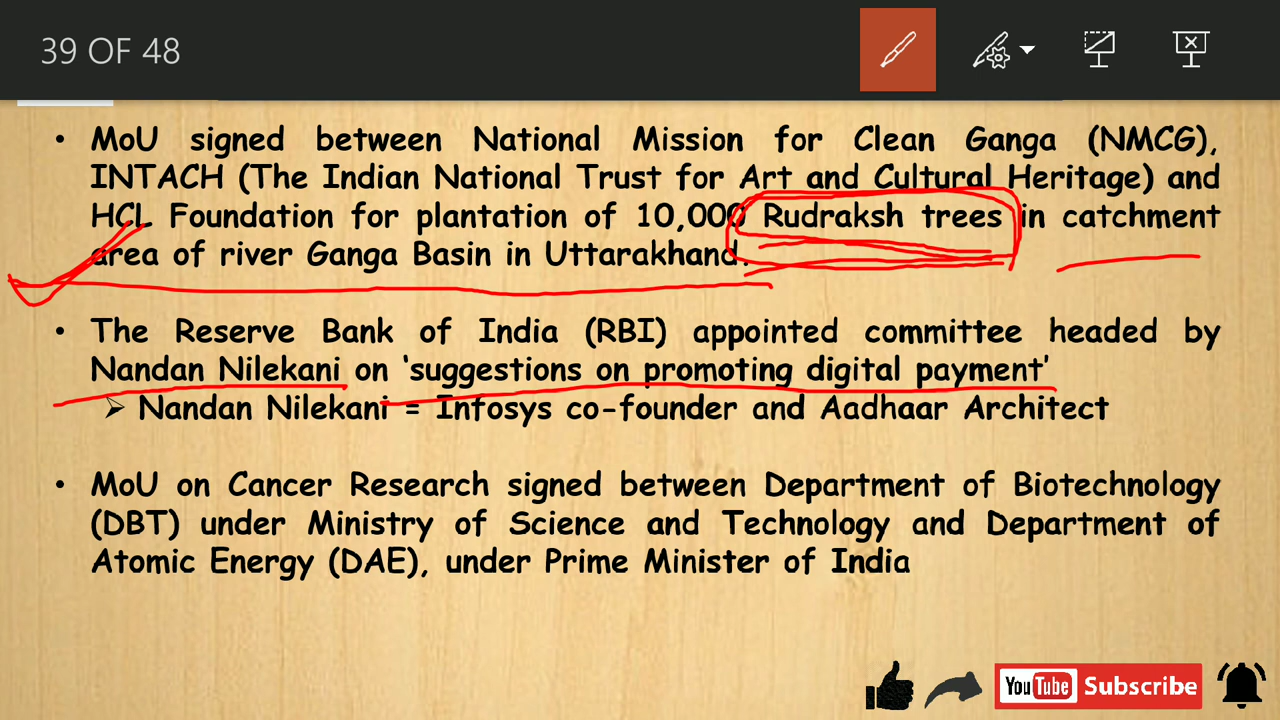 39 OF 48
• MoU signed between National Mission for Clean Ganga (NMCG),
INTACH (The Indian National Trust for Art and Cultural Heritage) and
HCL Foundation for plantation of 10,000 Rudraksh trees in catchment
area of river Ganga Basin in Uttarakhand.
• The Reserve Bank of India (RBI) appointed committee headed by
Nandan Nilekani on ‘suggestions on promoting digital payment’
➢ Nandan Nilekani = Infosys co-founder and Aadhaar Architect
• MoU on Cancer Research signed between Department of Biotechnology
(DBT) under Ministry of Science and Technology and Department of
Atomic Energy (DAE), under Prime Minister of India
YouTube Subscribe